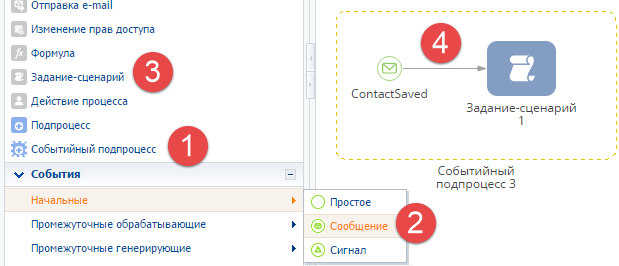 Отправка e-mail
Изменение прав доступа
fx Формула
Задание-сценарий
3
Действие процесса
Подпроцесс
Событийный подпроцесс
1
События
Начальные
Промежуточные обрабатывающие
Промежуточные генерирующие
Простое
Сообщение
2
Сигнал
4
ContactSaved
Задание-сценарий
1
Событийный
подпроцесс 3